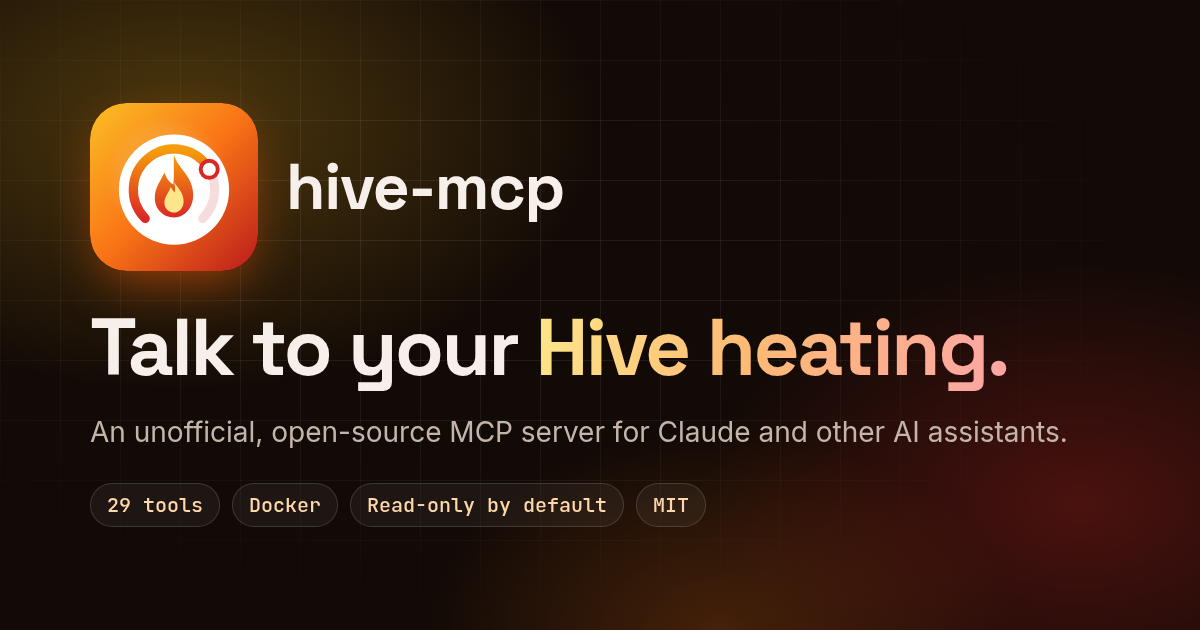 hive-mcp
Talk to your Hive heating.
An unofficial, open-source MCP server for Claude and other AI assistants.
29 tools Docker Read-only by default MIT